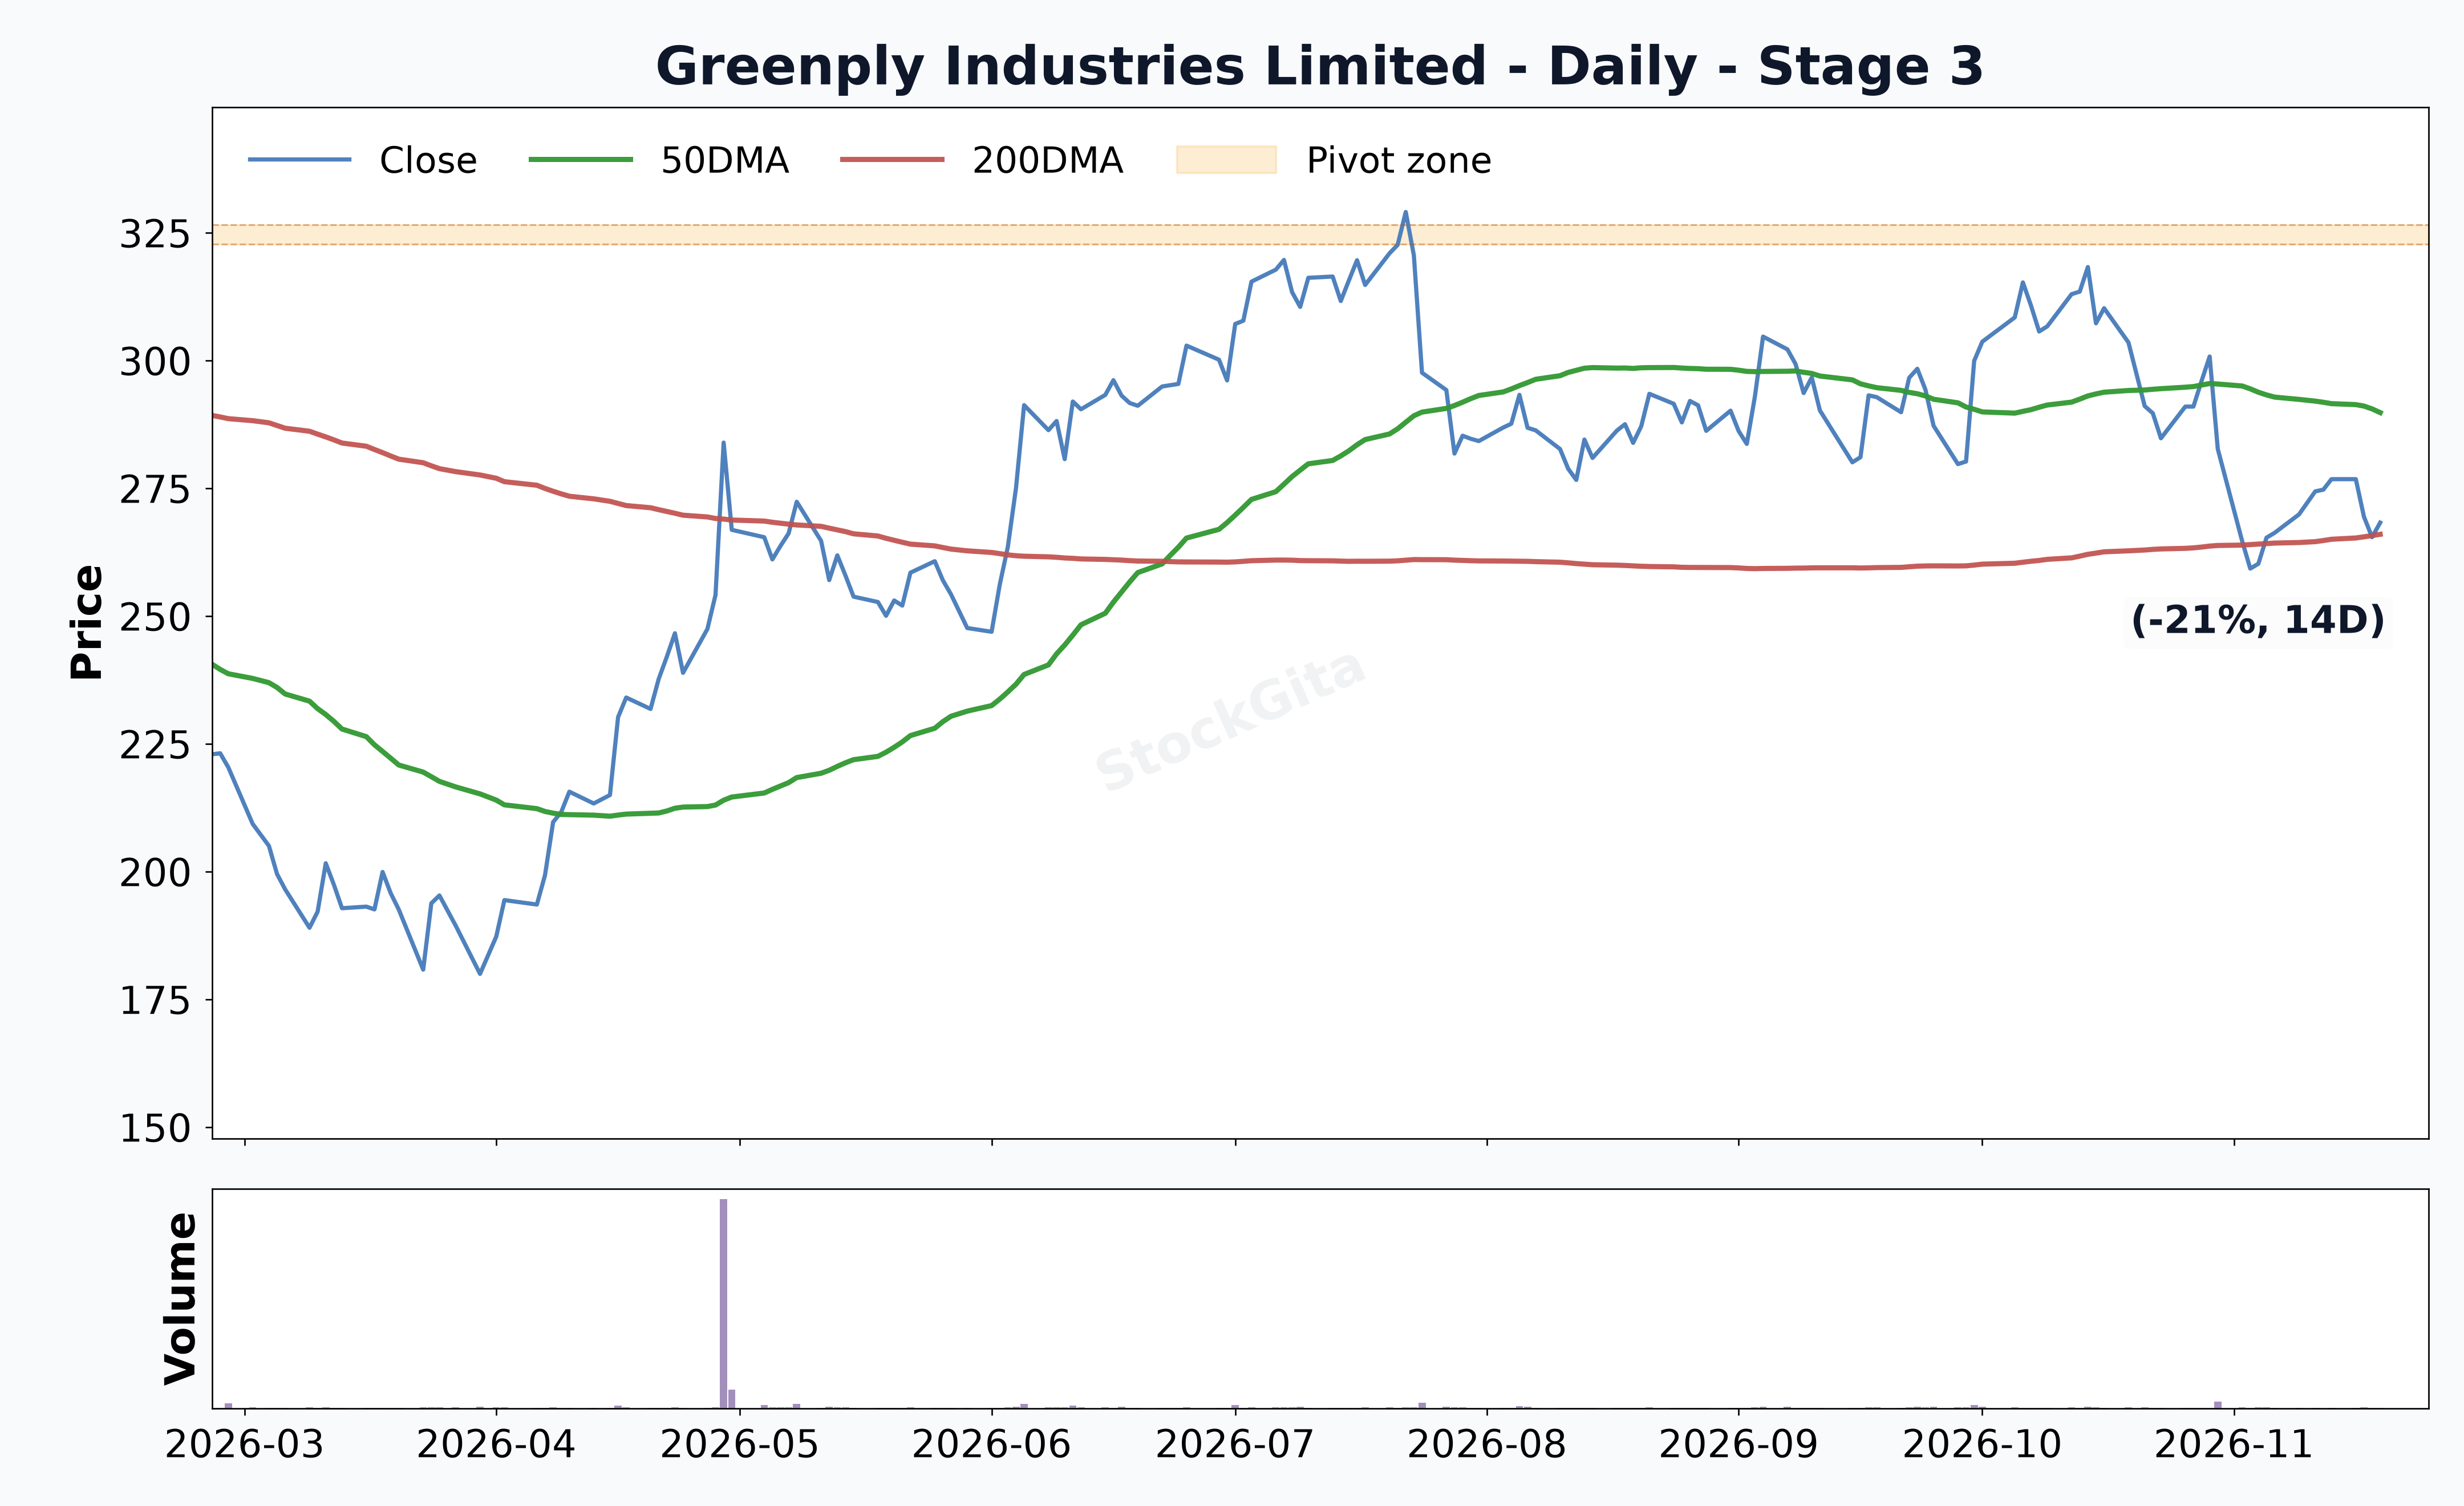 Greenply Industries Limited - Daily - Stage 3
Close 50DMA 200DMA Pivot zone
Price
325
300
275
250
225
200
175
150
(-21%, 14D)
StockGita
Volume
2026-03 2026-04 2026-05 2026-06 2026-07 2026-08 2026-09 2026-10 2026-11